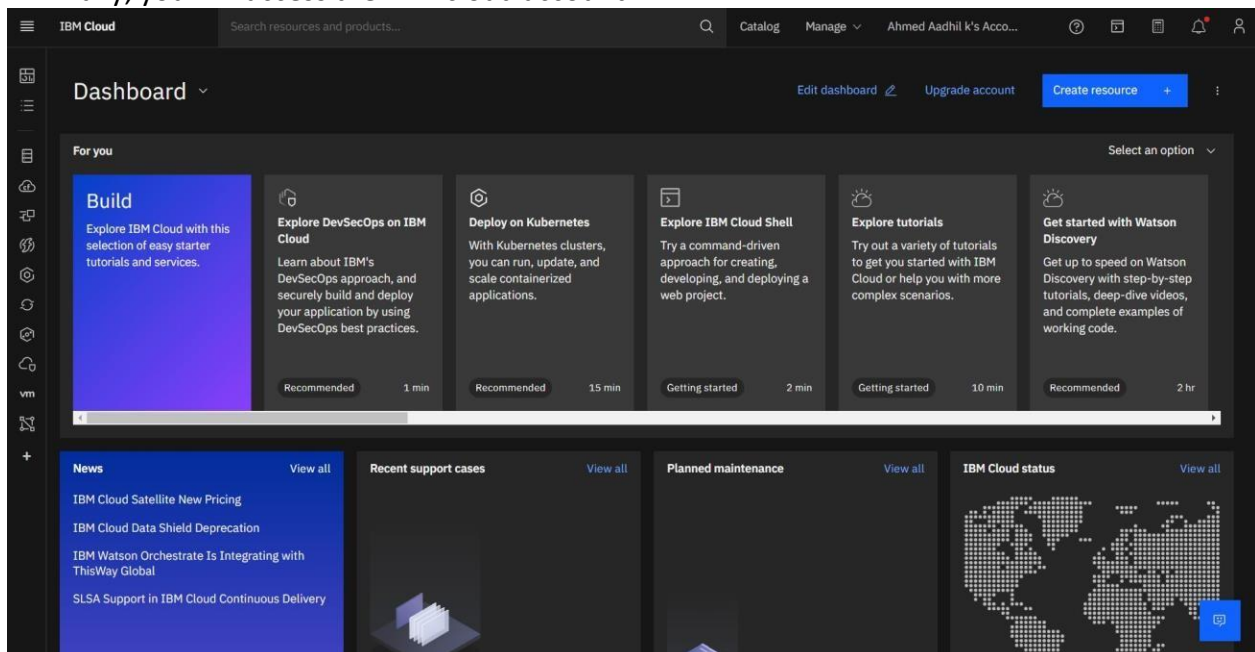 IBM Cloud
Search resources and products...
Catalog
Manage
Ahmed Aadhil k's Acco...
Dashboard
Edit dashboard
Upgrade account
Create resource +
For you
Select an option
Build
Explore IBM Cloud with this
selection of easy starter
tutorials and services.
Explore DevSecOps on IBM
Cloud
Learn about IBM's
DevSecOps approach, and
securely build and deploy
your application by using
DevSecOps best practices.
Recommended
1 min
Deploy on Kubernetes
With Kubernetes clusters,
you can run, update, and
scale containerized
applications.
Recommended
15 min
Explore IBM Cloud Shell
Try a command-driven
approach for creating,
developing, and deploying a
web project.
Getting started
2 min
Explore tutorials
Try out a variety of tutorials
to get you started with IBM
Cloud or help you with more
complex scenarios.
Getting started
10 min
Get started with Watson
Discovery
Get up to speed on Watson
Discovery with step-by-step
tutorials, deep-dive videos,
and complete examples of
working code.
Recommended
2 hr
vm
News
View all
IBM Cloud Satellite New Pricing
IBM Cloud Data Shield Deprecation
IBM Watson Orchestrate Is Integrating with
ThisWay Global
SLSA Support in IBM Cloud Continuous Delivery
Recent support cases
View all
Planned maintenance
View all
IBM Cloud status
View all